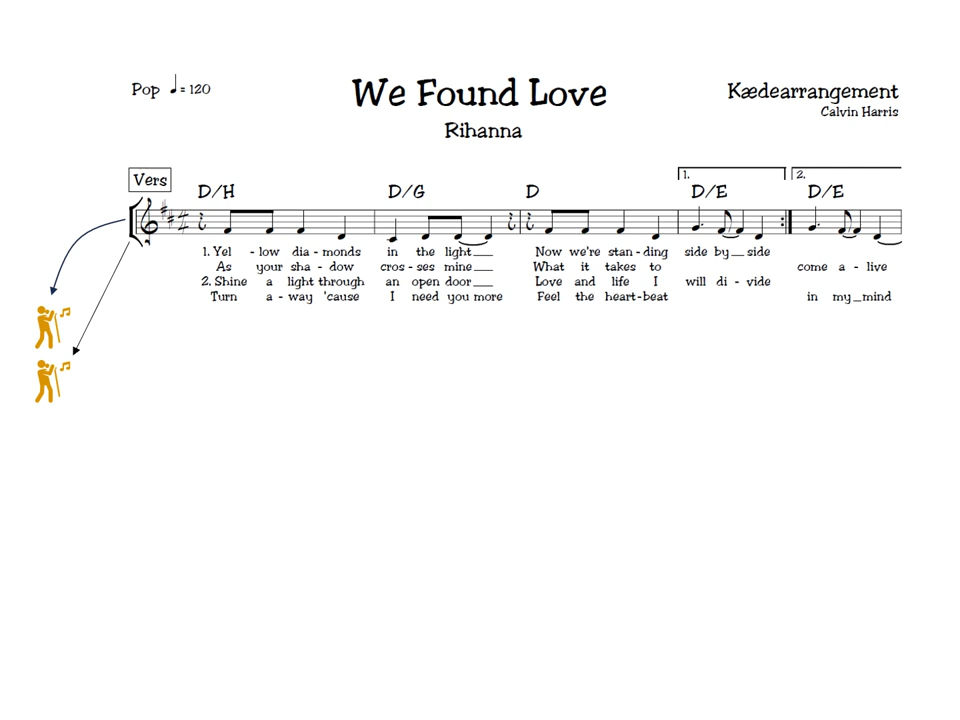 Pop ♩= 120
We Found Love
Kædearrangement
Calvin Harris
Rihanna
Vers
1. 2.
D/H D/G D D/E D/E
1. Yel - low dia - monds in the light___ Now we're stan - ding side by__ side
As your sha - dow cros - ses mine___ What it takes to come a - live
2. Shine a light through an open door___ Love and life I will di - vide
Turn a - way 'cause I need you more Feel the heart-beat in my_mind